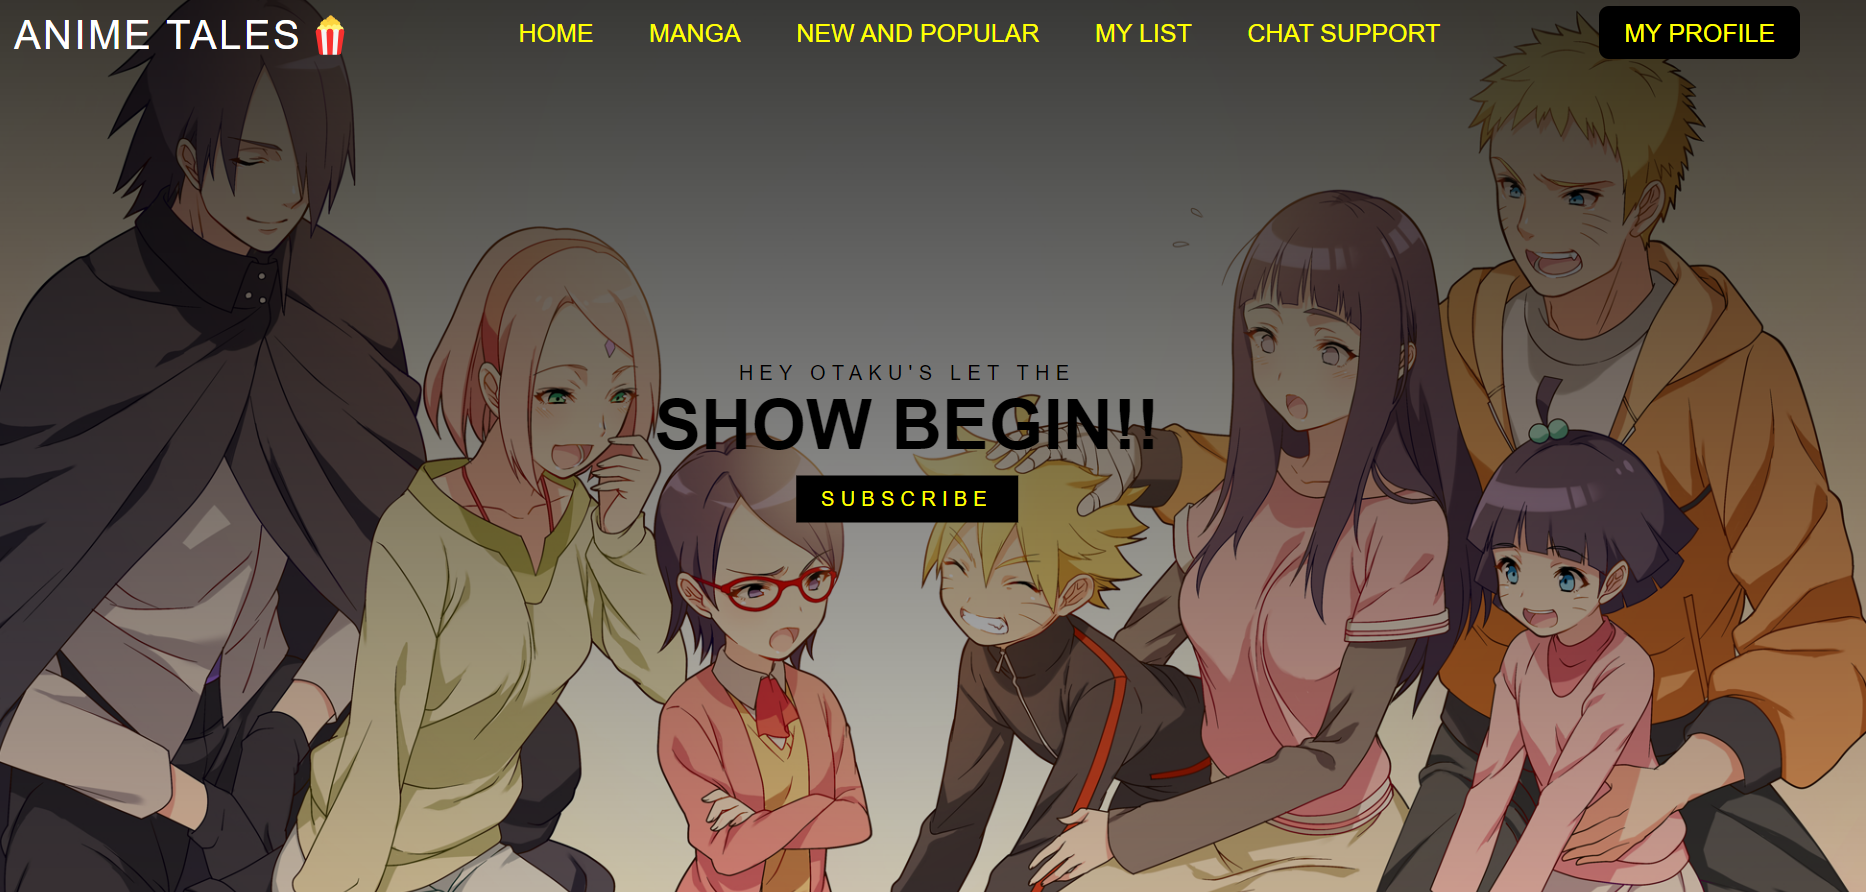 ANIME TALES 🍿
HOME MANGA NEW AND POPULAR MY LIST CHAT SUPPORT MY PROFILE
HEY OTAKU'S LET THE
SHOW BEGIN!!
SUBSCRIBE